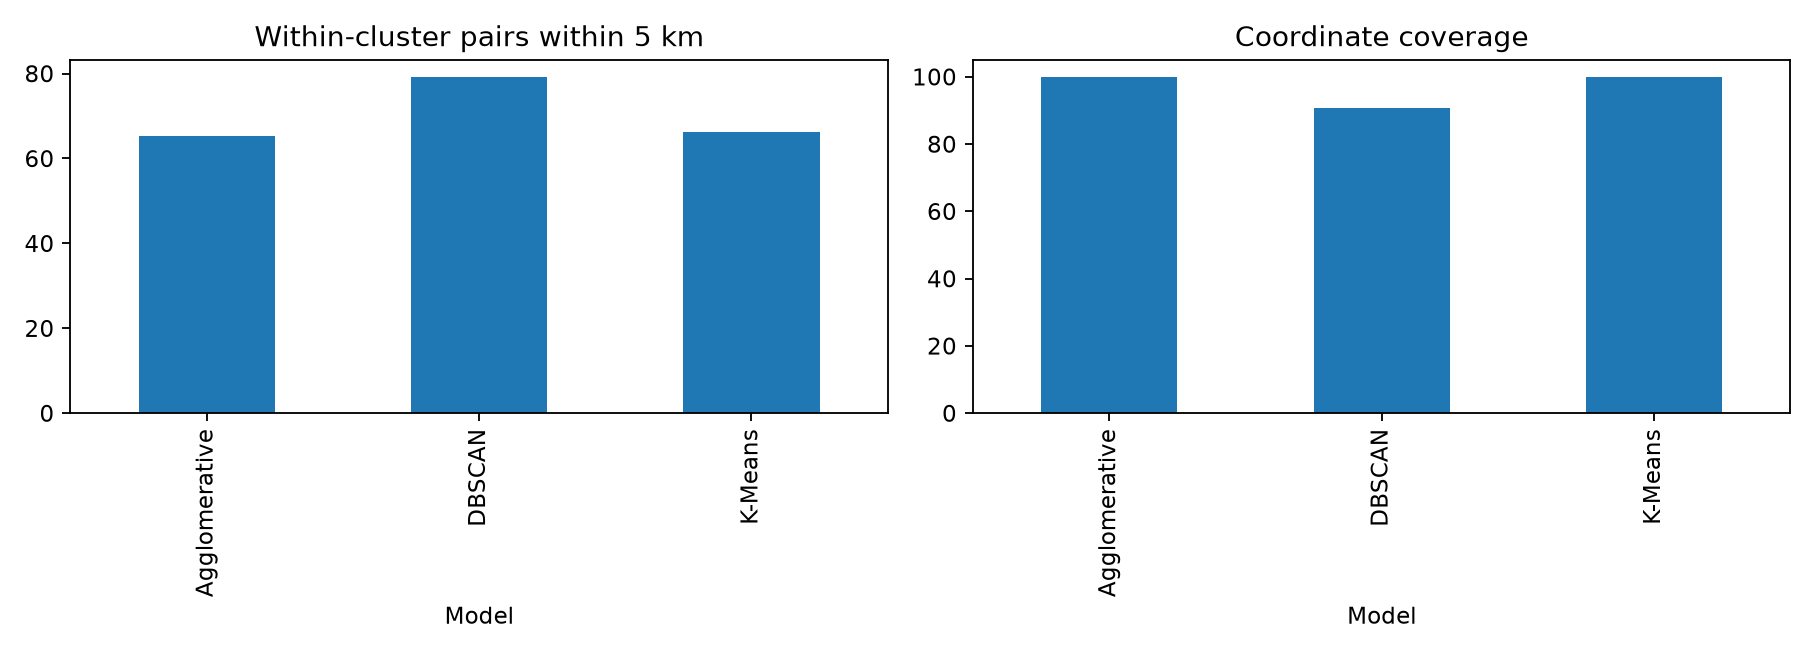 Within-cluster pairs within 5 km
80
60
40
20
0
Agglomerative
DBSCAN
K-Means
Model
Coordinate coverage
100
80
60
40
20
0
Agglomerative
DBSCAN
K-Means
Model